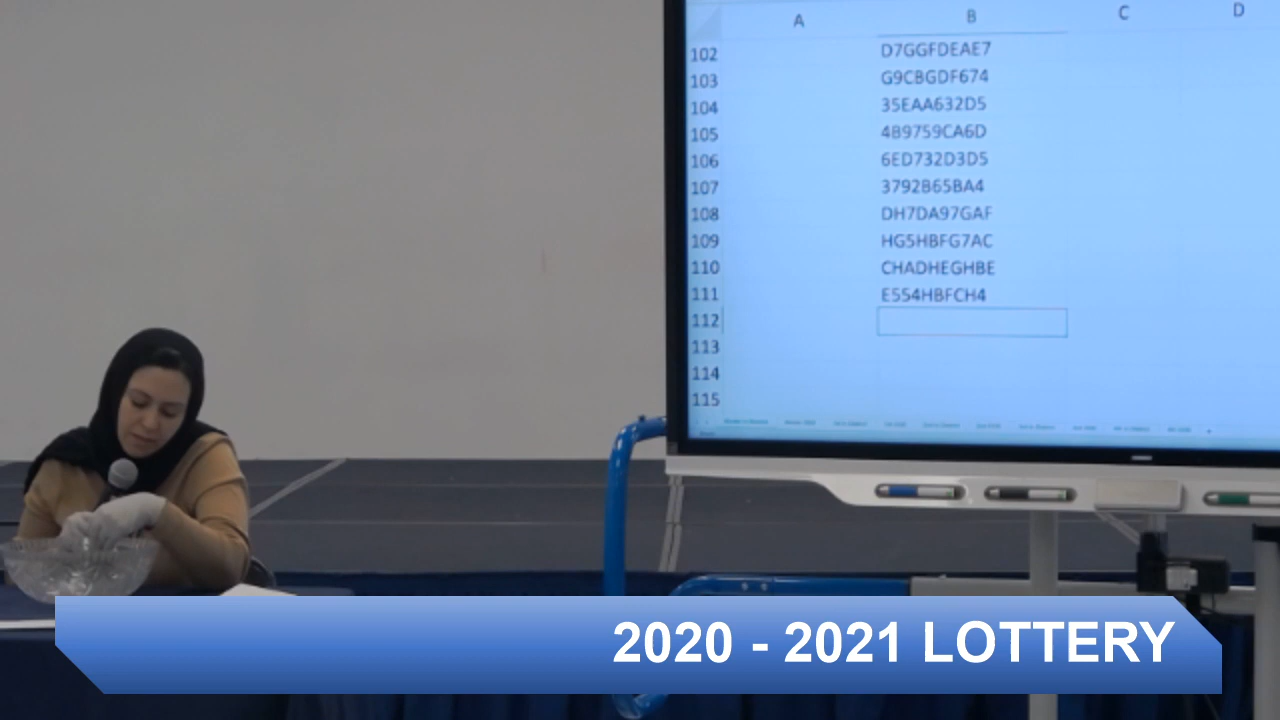 A B C D
102 D7GGFDEAE7
103 G9CBGDF674
104 35EAA632D5
105 4B9759CA6D
106 6ED732D3D5
107 3792B65BA4
108 DH7DA97GAF
109 HG5HBFG7AC
110 CHADHEGHBE
111 E554HBFCH4
112
113
114
115
2020 - 2021 LOTTERY